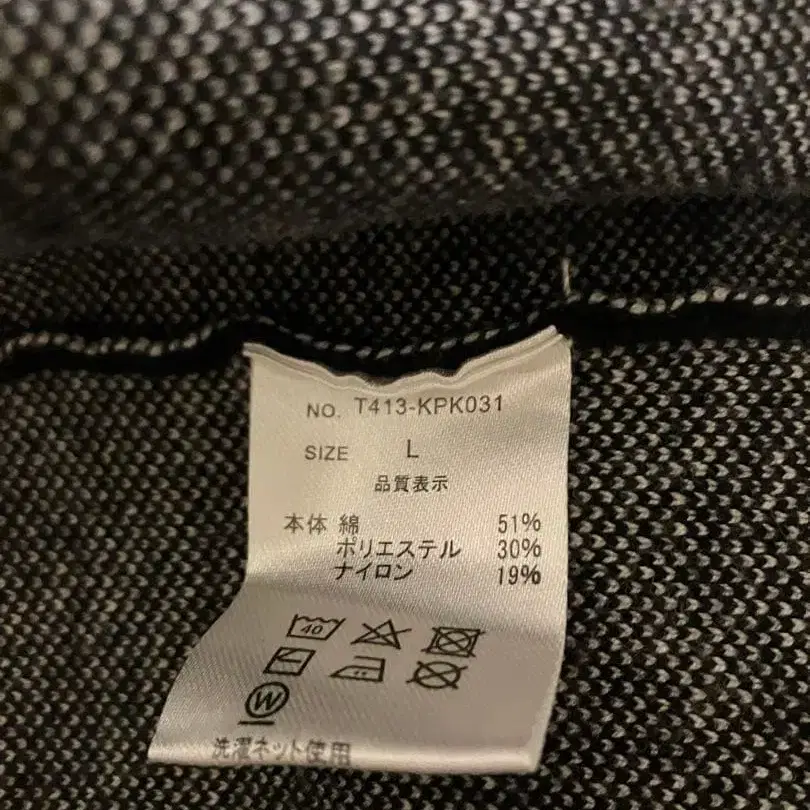 NO. T413-KPK031
SIZE L
品質表示
本体 綿 51%
ポリエステル 30%
ナイロン 19%
40
W
洗濯ネット使用